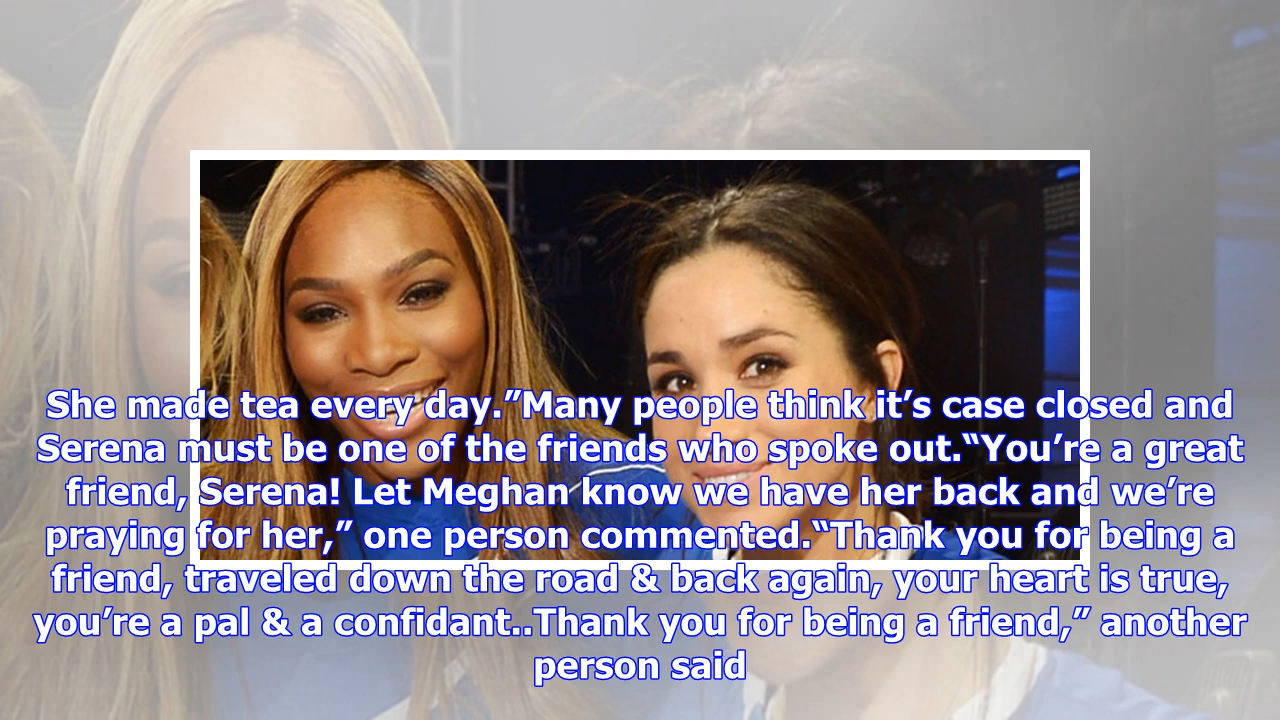 She made tea every day.”Many people think it’s case closed and
Serena must be one of the friends who spoke out.“You’re a great
friend, Serena! Let Meghan know we have her back and we’re
praying for her,” one person commented.“Thank you for being a
friend, traveled down the road & back again, your heart is true,
you’re a pal & a confidant..Thank you for being a friend,” another
person said